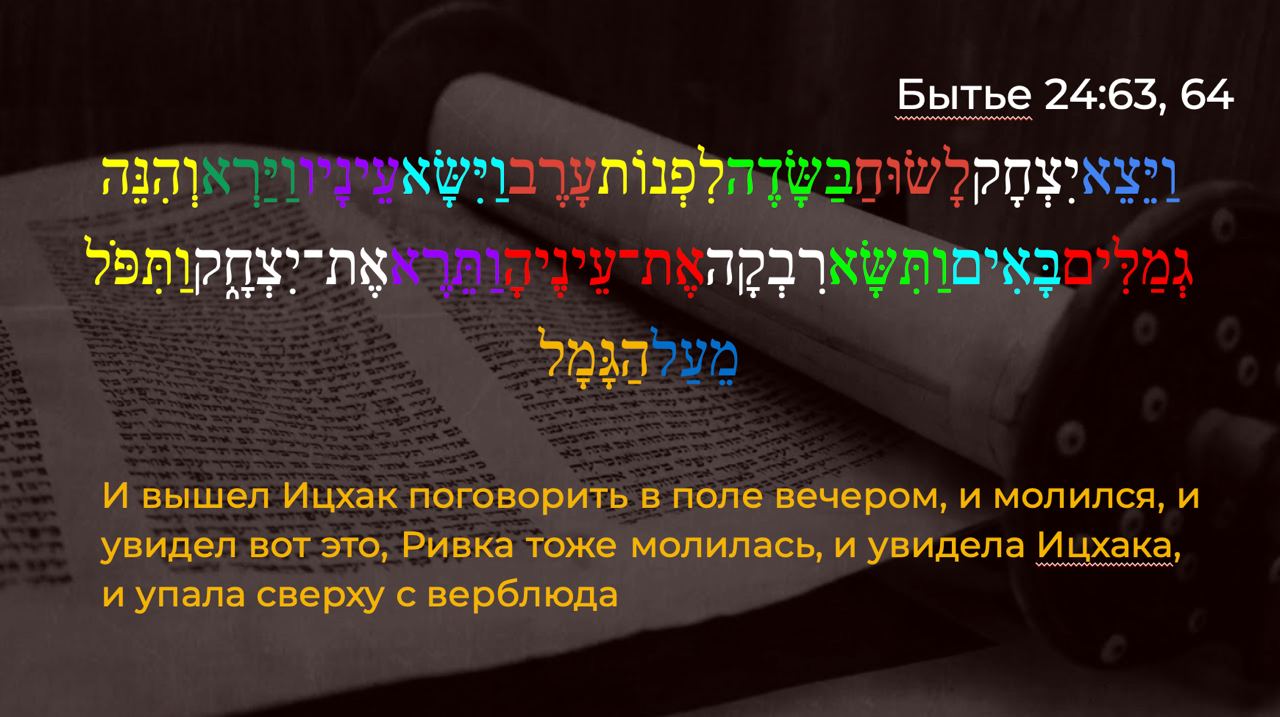 Бытье 24:63, 64
וַיֵּצֵאיִצְחָקלָשׂוּחַבַּשָּׂדֶהלִפְנוֹתעָרֶבוַיִּשָּׂאעֵינָיווַיַּרְאוְהִנֵּה
גְמַלִּיםבָּאִיםוַתִּשָּׂארִבְקָהאֶת־עֵינֶיהָוַתֵּרֶאאֶת־יִצְחָ֑קוַתִּפֹּל
מֵעַלהַגָּמָל
И вышел Ицхак поговорить в поле вечером, и молился, и
увидел вот это, Ривка тоже молилась, и увидела Ицхака,
и упала сверху с верблюда